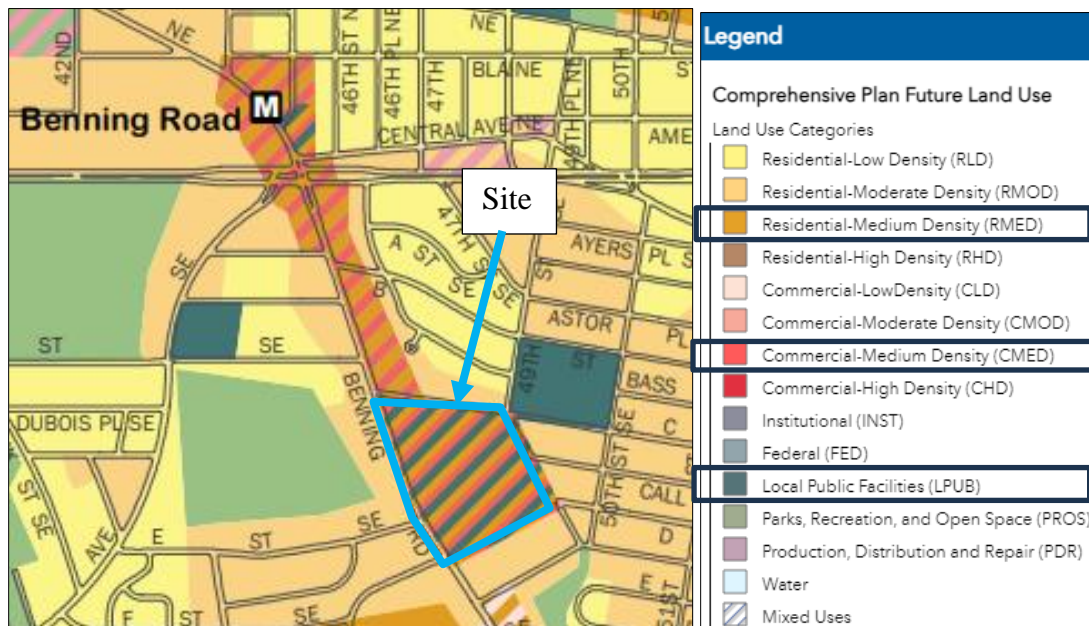 NE
42ND
46TH ST N
46TH PL NE
47TH
BLAINE
ST
50TH
49TH PL NE
Benning Road
M
CENTRAL AVE NE
AME
Site
47TH ST SE
A ST SE
SE
B
S
AYERS
PL S
SE
ASTOR
PL
ST
SE
49TH
ST
BASS
BENNING
C
DUBOIS PL SE
50TH ST SE
CALL
ST SE
AVE
E
ST
SE
RD
D
E
51ST
F
ST
SE
SE
Legend
Comprehensive Plan Future Land Use
Land Use Categories
Residential-Low Density (RLD)
Residential-Moderate Density (RMOD)
Residential-Medium Density (RMED)
Residential-High Density (RHD)
Commercial-LowDensity (CLD)
Commercial-Moderate Density (CMOD)
Commercial-Medium Density (CMED)
Commercial-High Density (CHD)
Institutional (INST)
Federal (FED)
Local Public Facilities (LPUB)
Parks, Recreation, and Open Space (PROS)
Production, Distribution and Repair (PDR)
Water
Mixed Uses